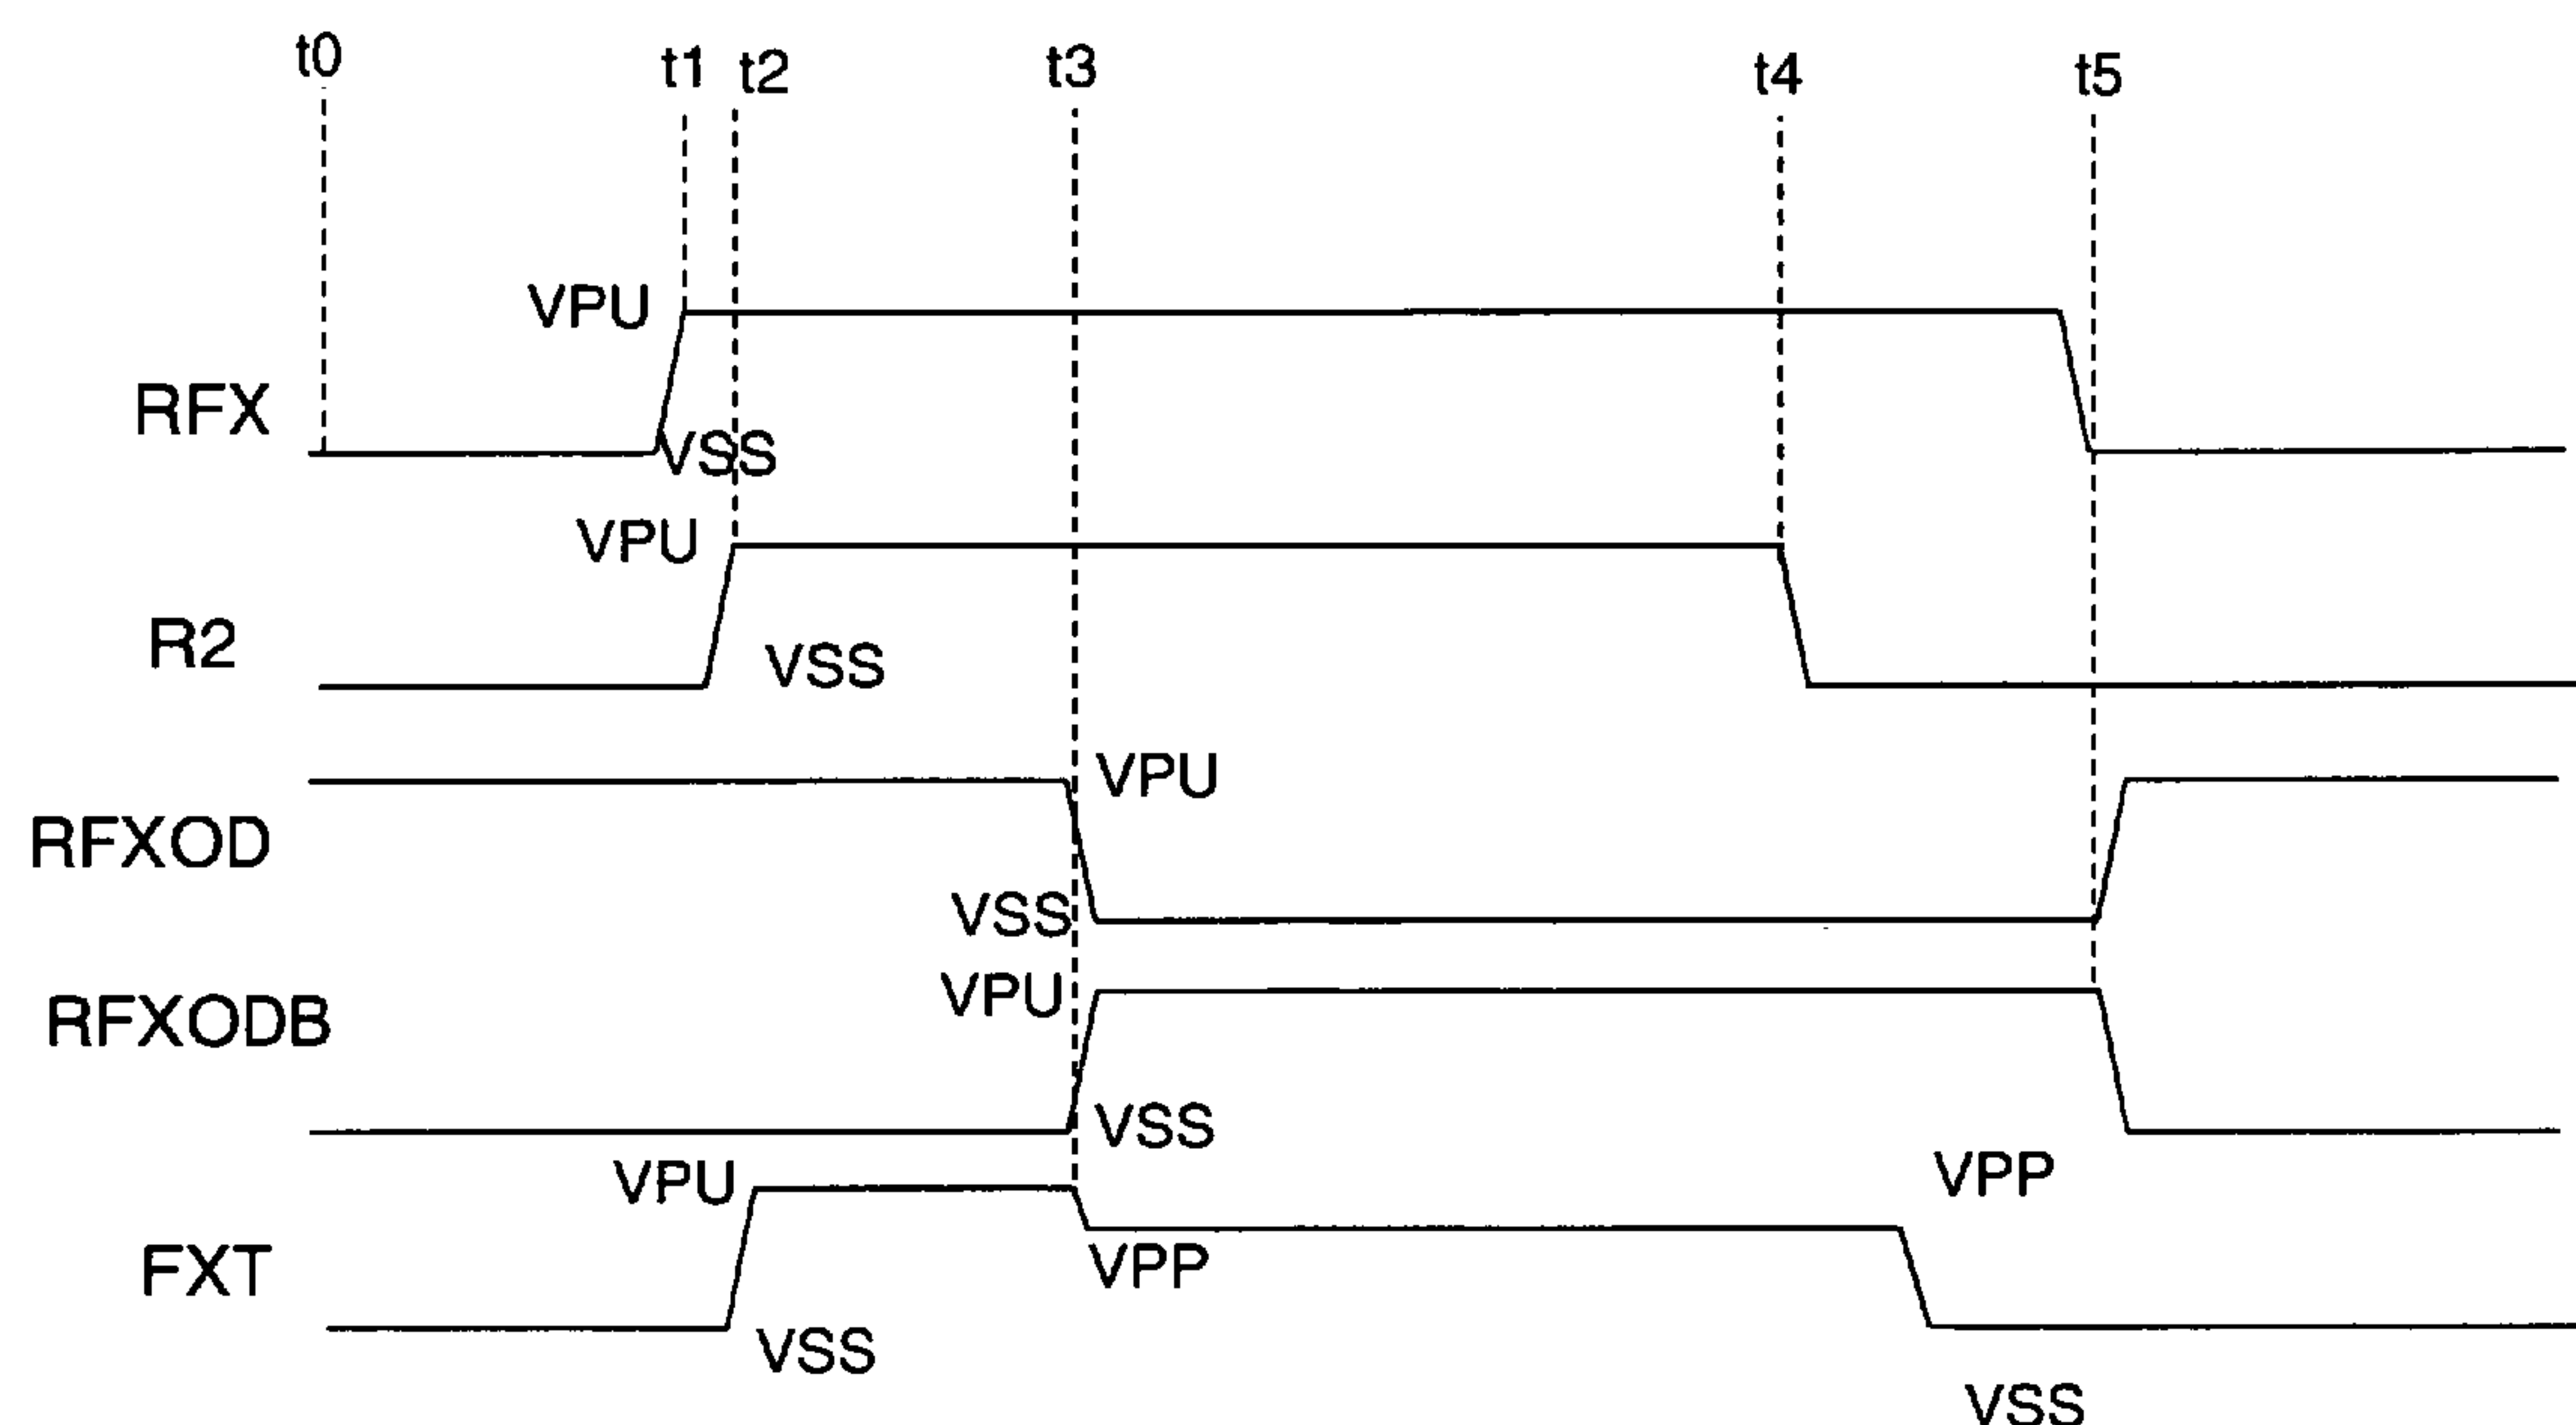 t0 t1 t2 t3 t4 t5
VPU
RFX
VSS
VPU
R2
VSS
VPU
RFXOD
VSS
VPU
RFXODB
VSS
VPP
VPU
FXT
VPP
VSS
VSS